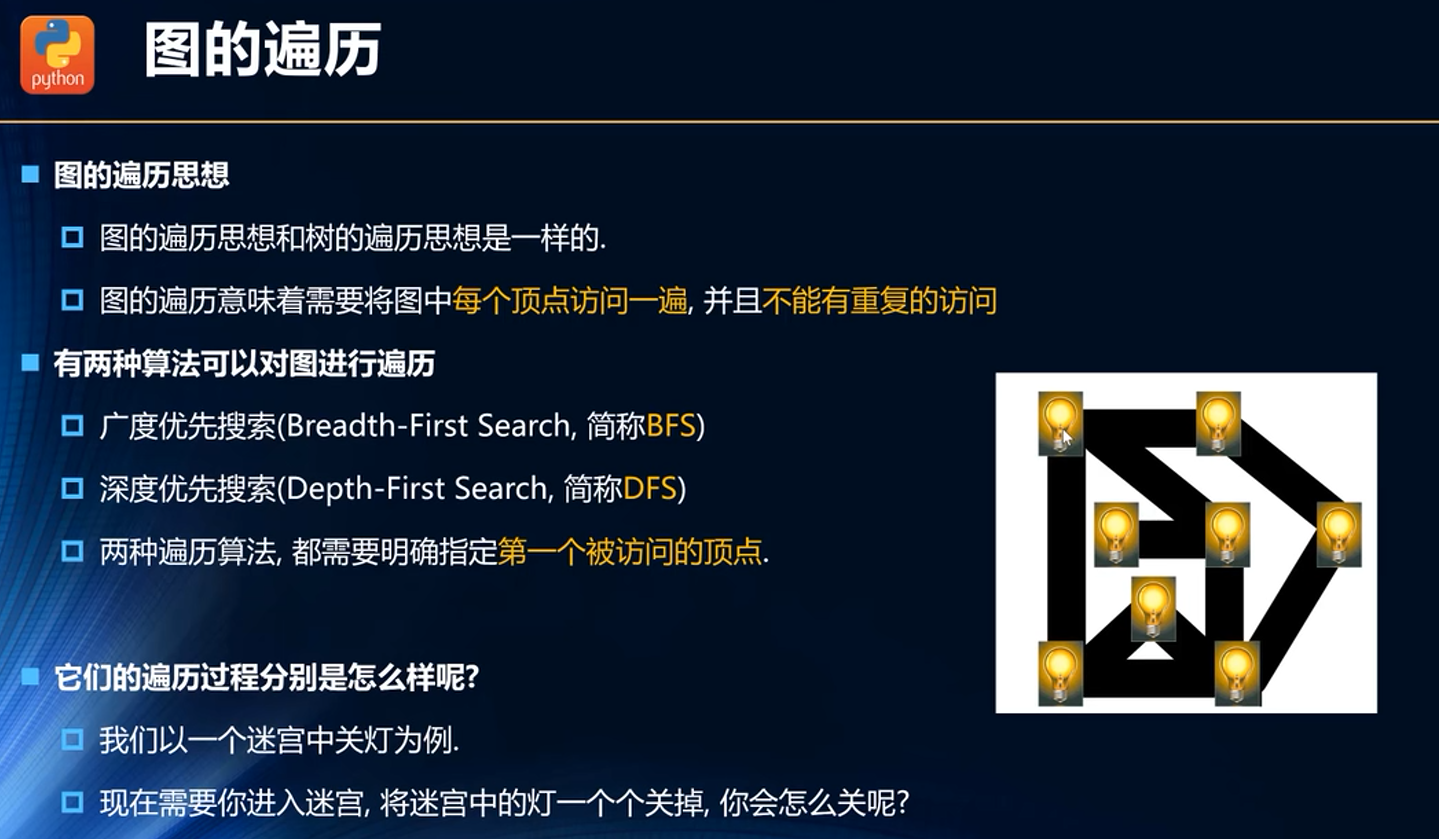 python
图的遍历
图的遍历思想
图的遍历思想和树的遍历思想是一样的.
图的遍历意味着需要将图中每个顶点访问一遍, 并且不能有重复的访问
有两种算法可以对图进行遍历
广度优先搜索(Breadth-First Search, 简称BFS)
深度优先搜索(Depth-First Search, 简称DFS)
两种遍历算法, 都需要明确指定第一个被访问的顶点.
它们的遍历过程分别是怎么样呢?
我们以一个迷宫中关灯为例.
现在需要你进入迷宫, 将迷宫中的灯一个个关掉, 你会怎么关呢?